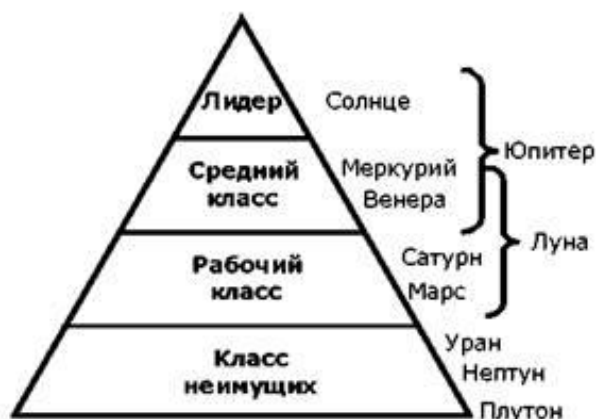 Лидер
Солнце
Юпитер
Средний
класс
Меркурий
Венера
Луна
Рабочий
класс
Сатурн
Марс
Класс
неимущих
Уран
Нептун
Плутон